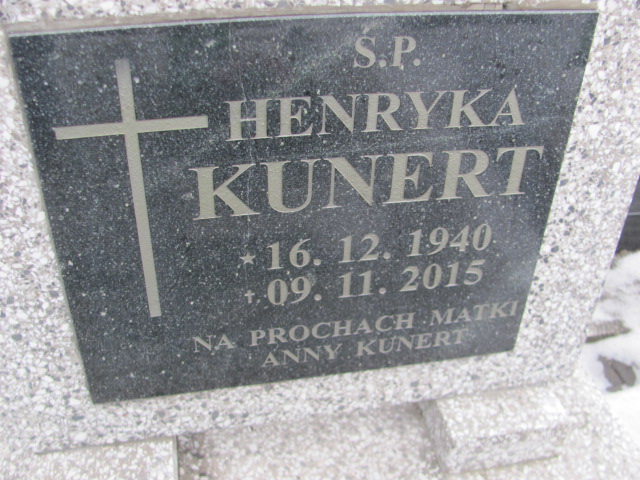 Ś.P.
HENRYKA
KUNERT
* 16. 12. 1940
† 09. 11. 2015
NA PROCHACH MATKI
ANNY KUNERT